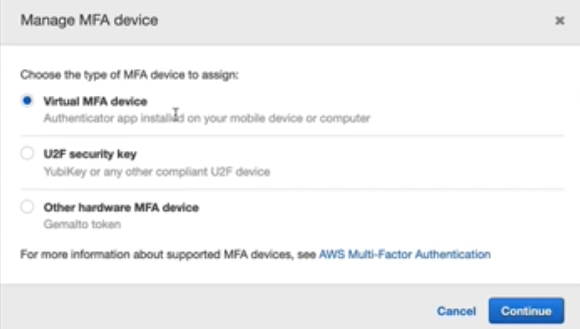 Manage MFA device
Choose the type of MFA device to assign:
Virtual MFA device
Authenticator app installed on your mobile device or computer
U2F security key
YubiKey or any other compliant U2F device
Other hardware MFA device
Gemalto token
For more information about supported MFA devices, see AWS Multi-Factor Authentication
Cancel Continue